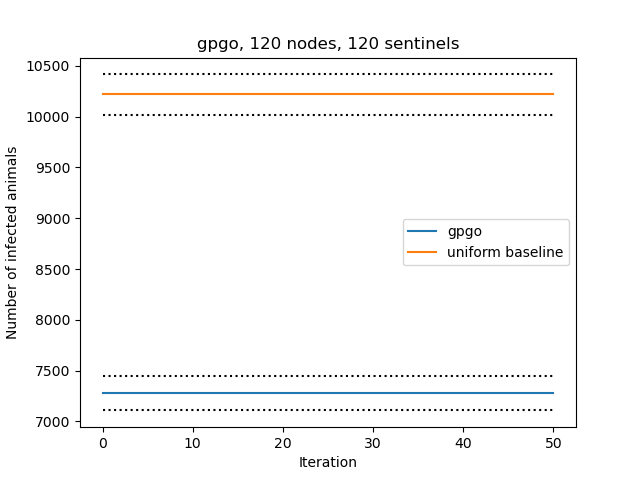 gpgo, 120 nodes, 120 sentinels
10500
10000
9500
9000
8500
8000
7500
7000
Number of infected animals
gpgo
uniform baseline
0 10 20 30 40 50
Iteration